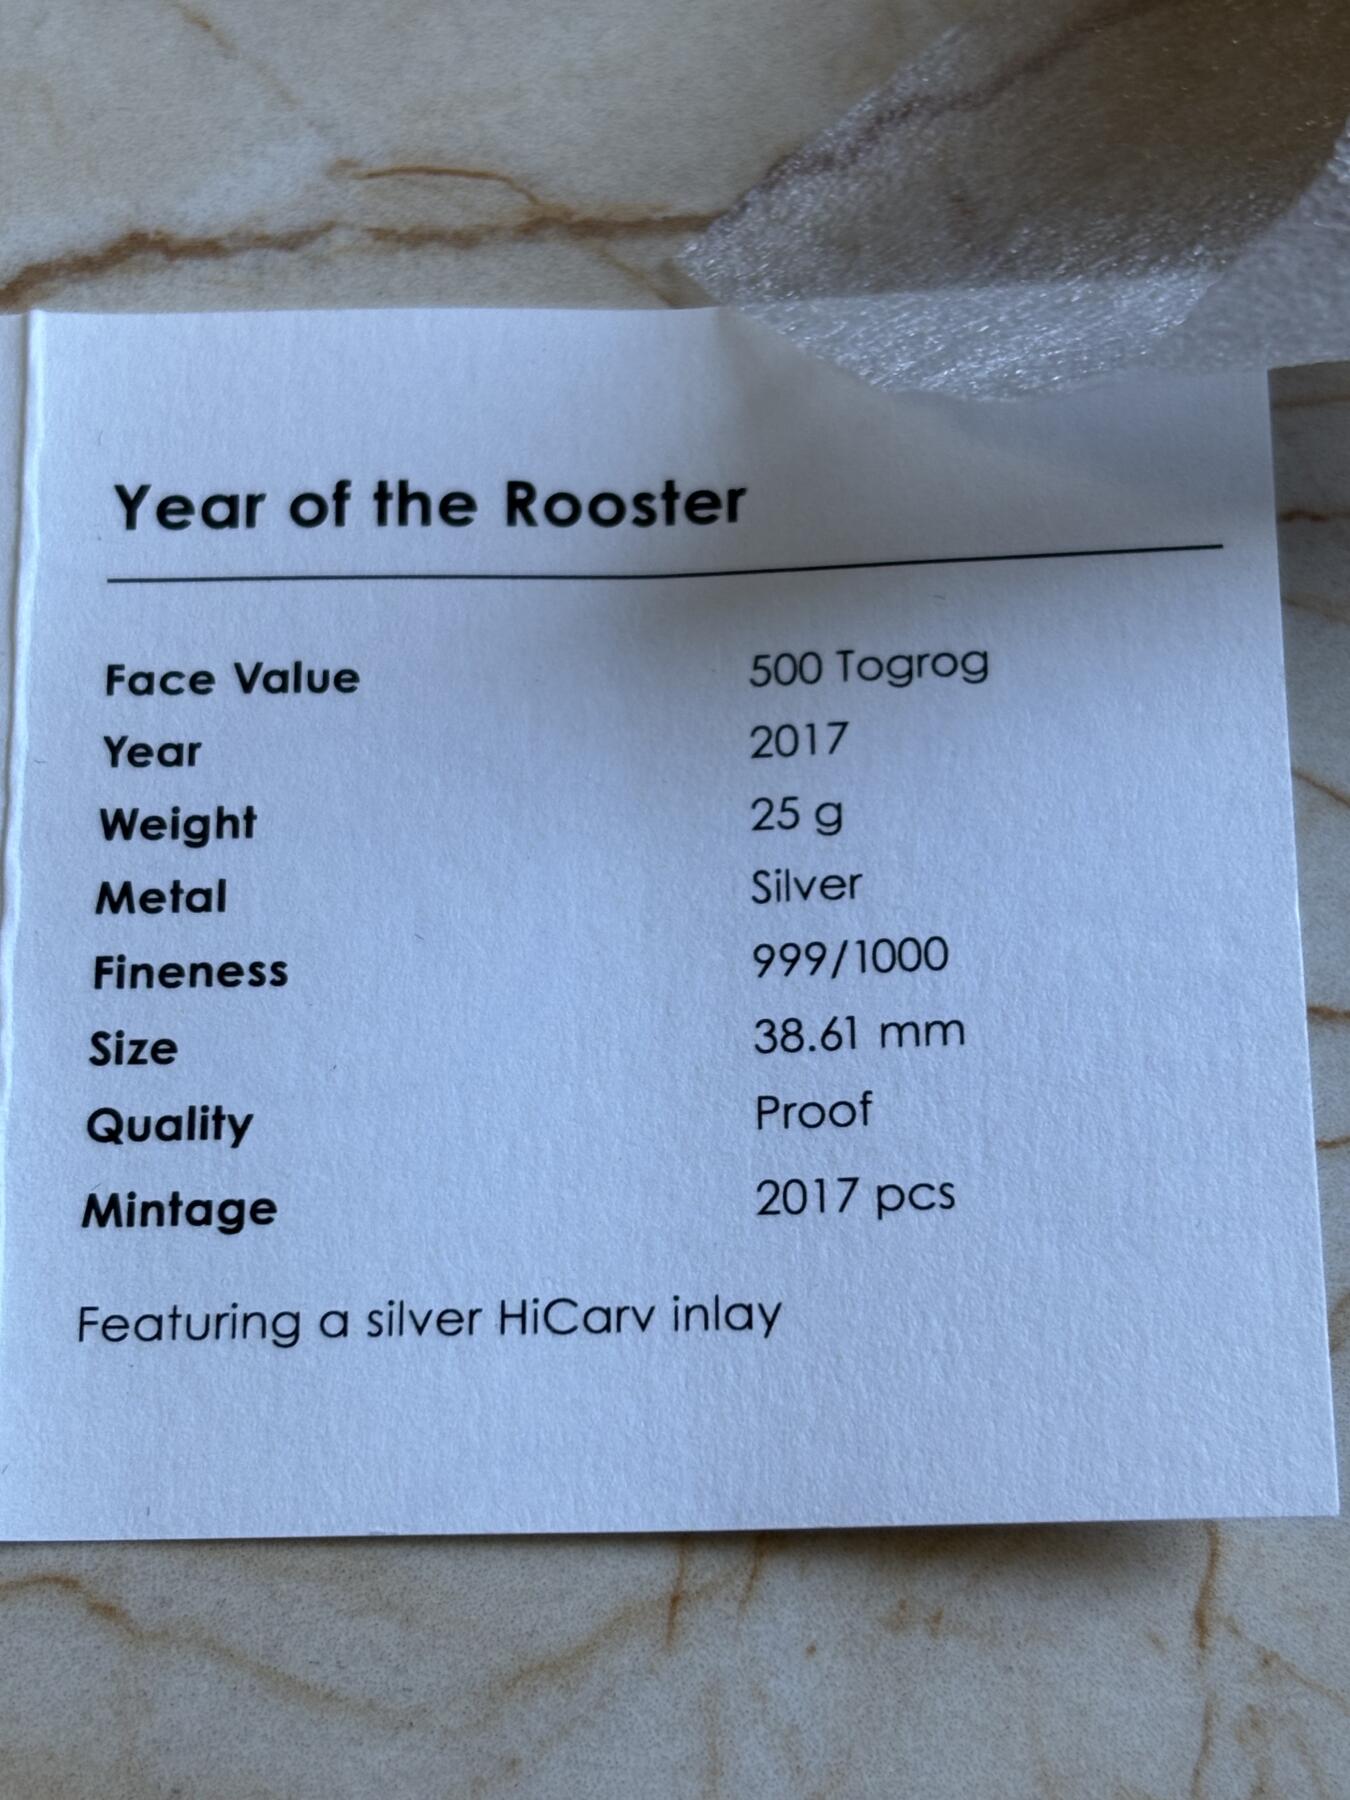 Year of the Rooster
Face Value 500 Togrog
Year 2017
Weight 25 g
Metal Silver
Fineness 999/1000
Size 38.61 mm
Quality Proof
Mintage 2017 pcs
Featuring a silver HiCarv inlay